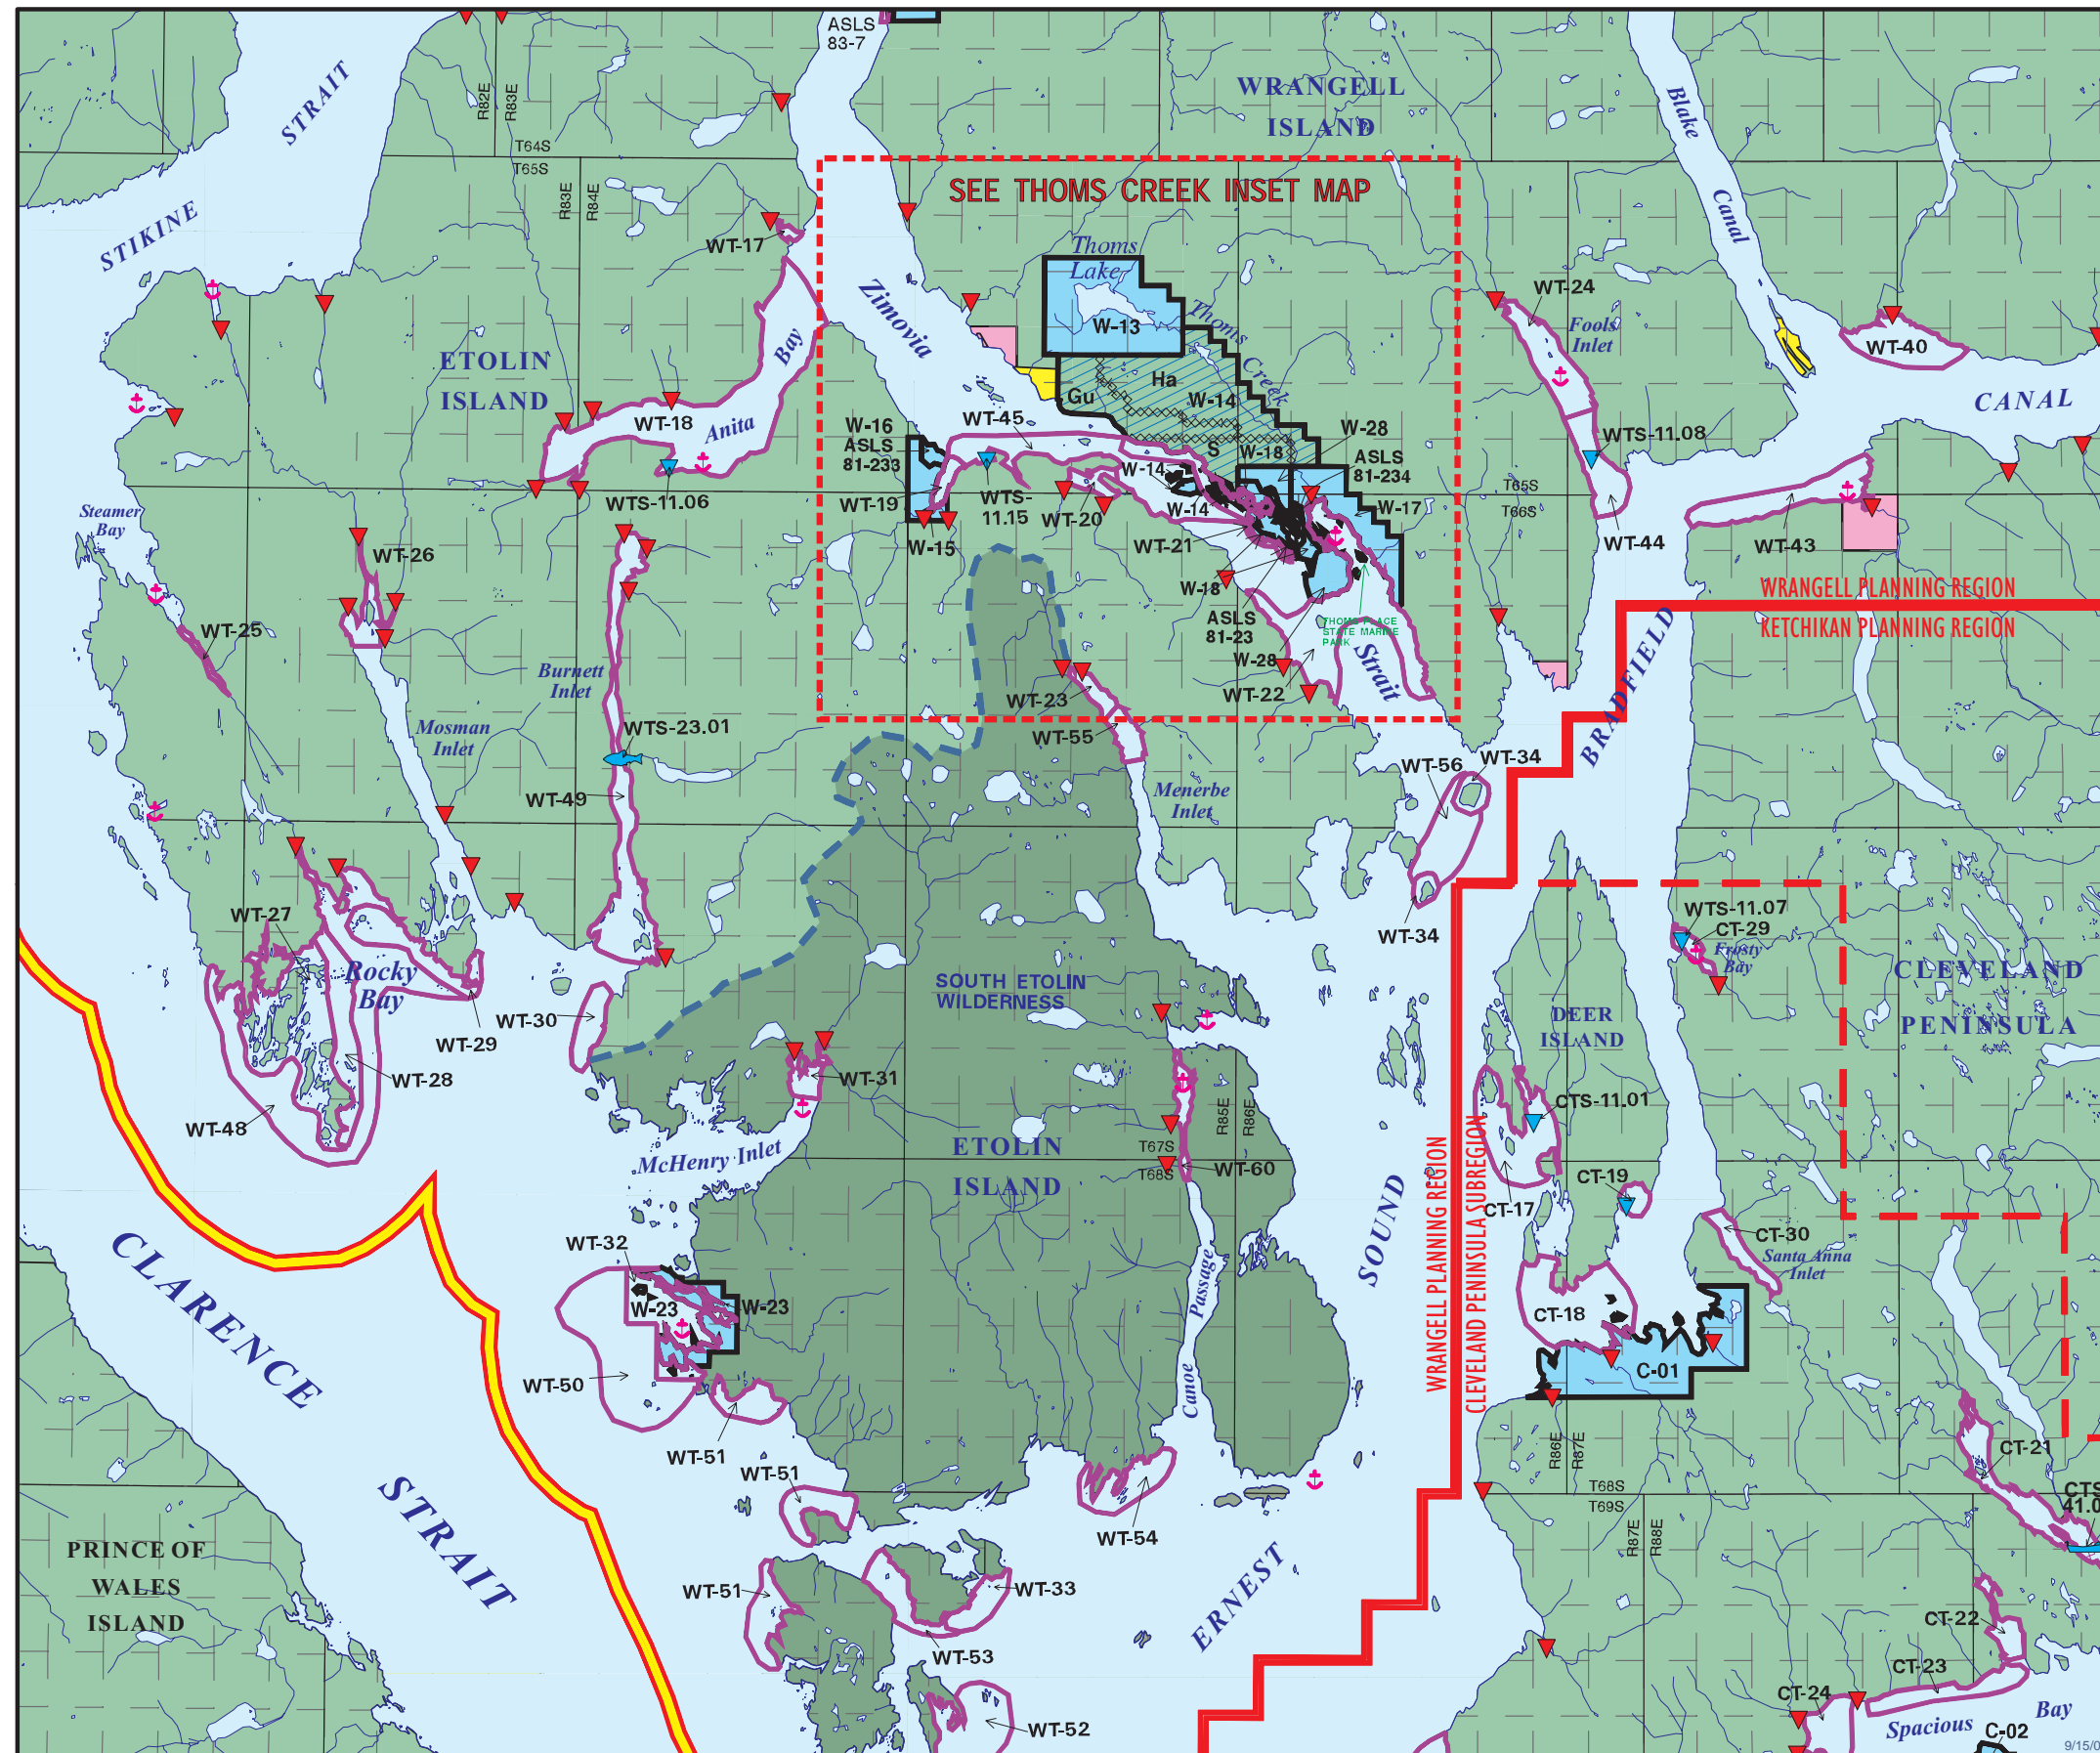 ASLS
83-7
STRAIT
STIKINE
WRANGELL
ISLAND
Blake
Canal
R82E
R83E
T64S
T65S
R83E
R84E
SEE THOMS CREEK INSET MAP
WT-17
Thoms
Lake
W-13
Thoms
Creek
Zimovia
WT-24
Fools
Inlet
WT-40
CANAL
ETOLIN
ISLAND
Bay
Anita
WT-18
WTS-11.06
Ha
Gu
W-14
S
W-18
W-28
ASLS
81-234
W-17
W-16
ASLS
81-233
WT-45
WT-19
WTS-
11.15
WT-20
W-14
W-14
W-15
WT-21
W-18
ASLS
81-23
W-28
WT-22
THOMS PLACE
STATE MARINE
PARK
Strait
WTS-11.08
T65S
T66S
WT-44
WT-43
WRANGELL PLANNING REGION
KETCHIKAN PLANNING REGION
BRADFIELD
Steamer
Bay
WT-26
WT-25
Burnett
Inlet
Mosman
Inlet
WTS-23.01
WT-49
WT-23
WT-55
Menerbe
Inlet
WT-56
WT-34
WT-34
WT-27
Rocky
Bay
WT-30
WT-29
WT-28
WT-48
SOUTH ETOLIN
WILDERNESS
WTS-11.07
CT-29
Frosty
Bay
CLEVELAND
PENINSULA
DEER
ISLAND
WT-31
McHenry Inlet
ETOLIN
ISLAND
R85E
R86E
T67S
T68S
WT-60
CTS-11.01
CT-19
CT-17
CT-30
Santa Anna
Inlet
WRANGELL PLANNING REGION
CLEVELAND PENINSULA SUBREGION
SOUND
ERNEST
Canoe
Passage
CLARENCE
STRAIT
WT-32
W-23
W-23
WT-50
WT-51
WT-51
WT-51
CT-18
C-01
R86E
R87E
T68S
T69S
R87E
R88E
CT-21
CTS
41.0
WT-54
WT-33
WT-53
WT-52
PRINCE OF
WALES
ISLAND
CT-22
CT-23
CT-24
Spacious
Bay
C-02
9/15/0